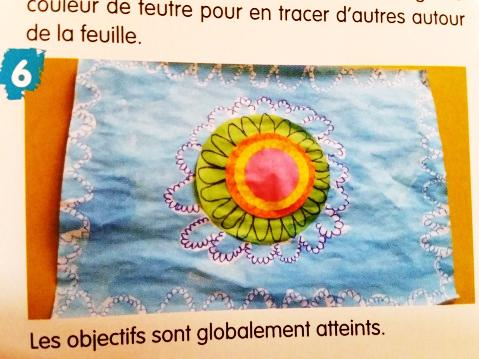 couleur de feutre pour en tracer d'autres autour
de la feuille.
6
Les objectifs sont globalement atteints.